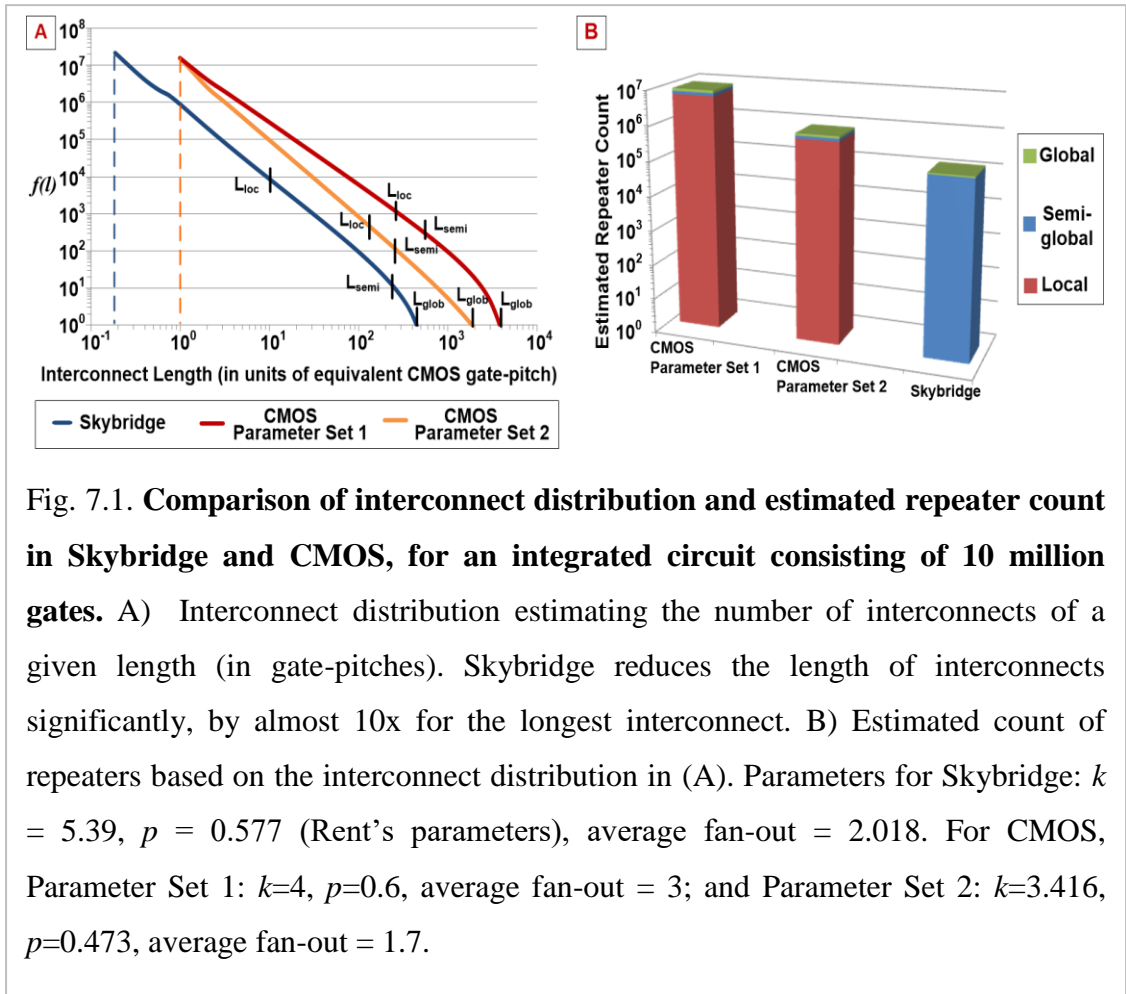 A
10^8
10^7
10^6
10^5
f(l)
10^4
10^3
10^2
10^1
10^0
L_loc
L_loc
L_loc
L_semi
L_semi
L_semi
L_glob
L_glob
L_glob
10^-1 10^0 10^1 10^2 10^3 10^4
Interconnect Length (in units of equivalent CMOS gate-pitch)
Skybridge
CMOS
Parameter Set 1
CMOS
Parameter Set 2
B
Estimated Repeater Count
10^7
10^6
10^5
10^4
10^3
10^2
10^1
10^0
CMOS
Parameter Set 1
CMOS
Parameter Set 2
Skybridge
Global
Semi-
global
Local
Fig. 7.1. Comparison of interconnect distribution and estimated repeater count
in Skybridge and CMOS, for an integrated circuit consisting of 10 million
gates. A) Interconnect distribution estimating the number of interconnects of a
given length (in gate-pitches). Skybridge reduces the length of interconnects
significantly, by almost 10x for the longest interconnect. B) Estimated count of
repeaters based on the interconnect distribution in (A). Parameters for Skybridge: k
= 5.39, p = 0.577 (Rent's parameters), average fan-out = 2.018. For CMOS,
Parameter Set 1: k=4, p=0.6, average fan-out = 3; and Parameter Set 2: k=3.416,
p=0.473, average fan-out = 1.7.